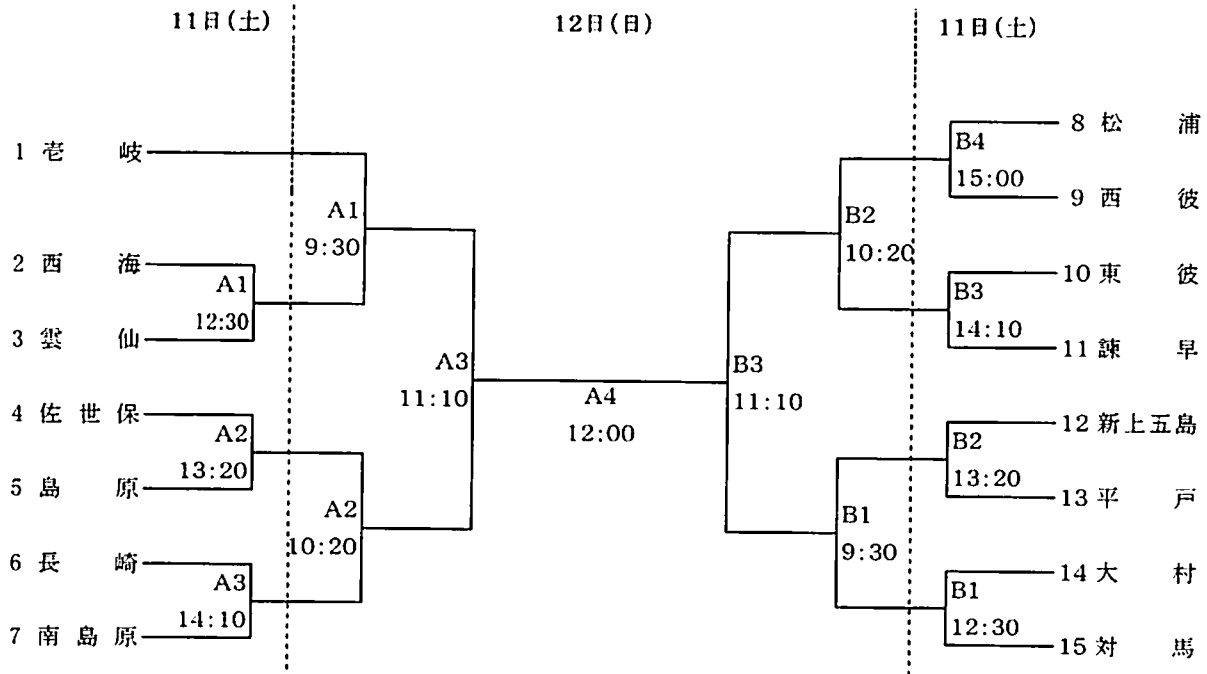 11日(土)
12日(日)
11日(土)
1 壱岐
2 西海
3 雲仙
4 佐世保
5 島原
6 長崎
7 南島原
A1
12:30
A2
13:20
A3
14:10
A1
9:30
A2
10:20
A3
11:10
A4
12:00
B3
11:10
B2
10:20
B1
9:30
B4
15:00
B3
14:10
B2
13:20
B1
12:30
8 松浦
9 西彼
10 東彼
11 諫早
12 新上五島
13 平戸
14 大村
15 対馬